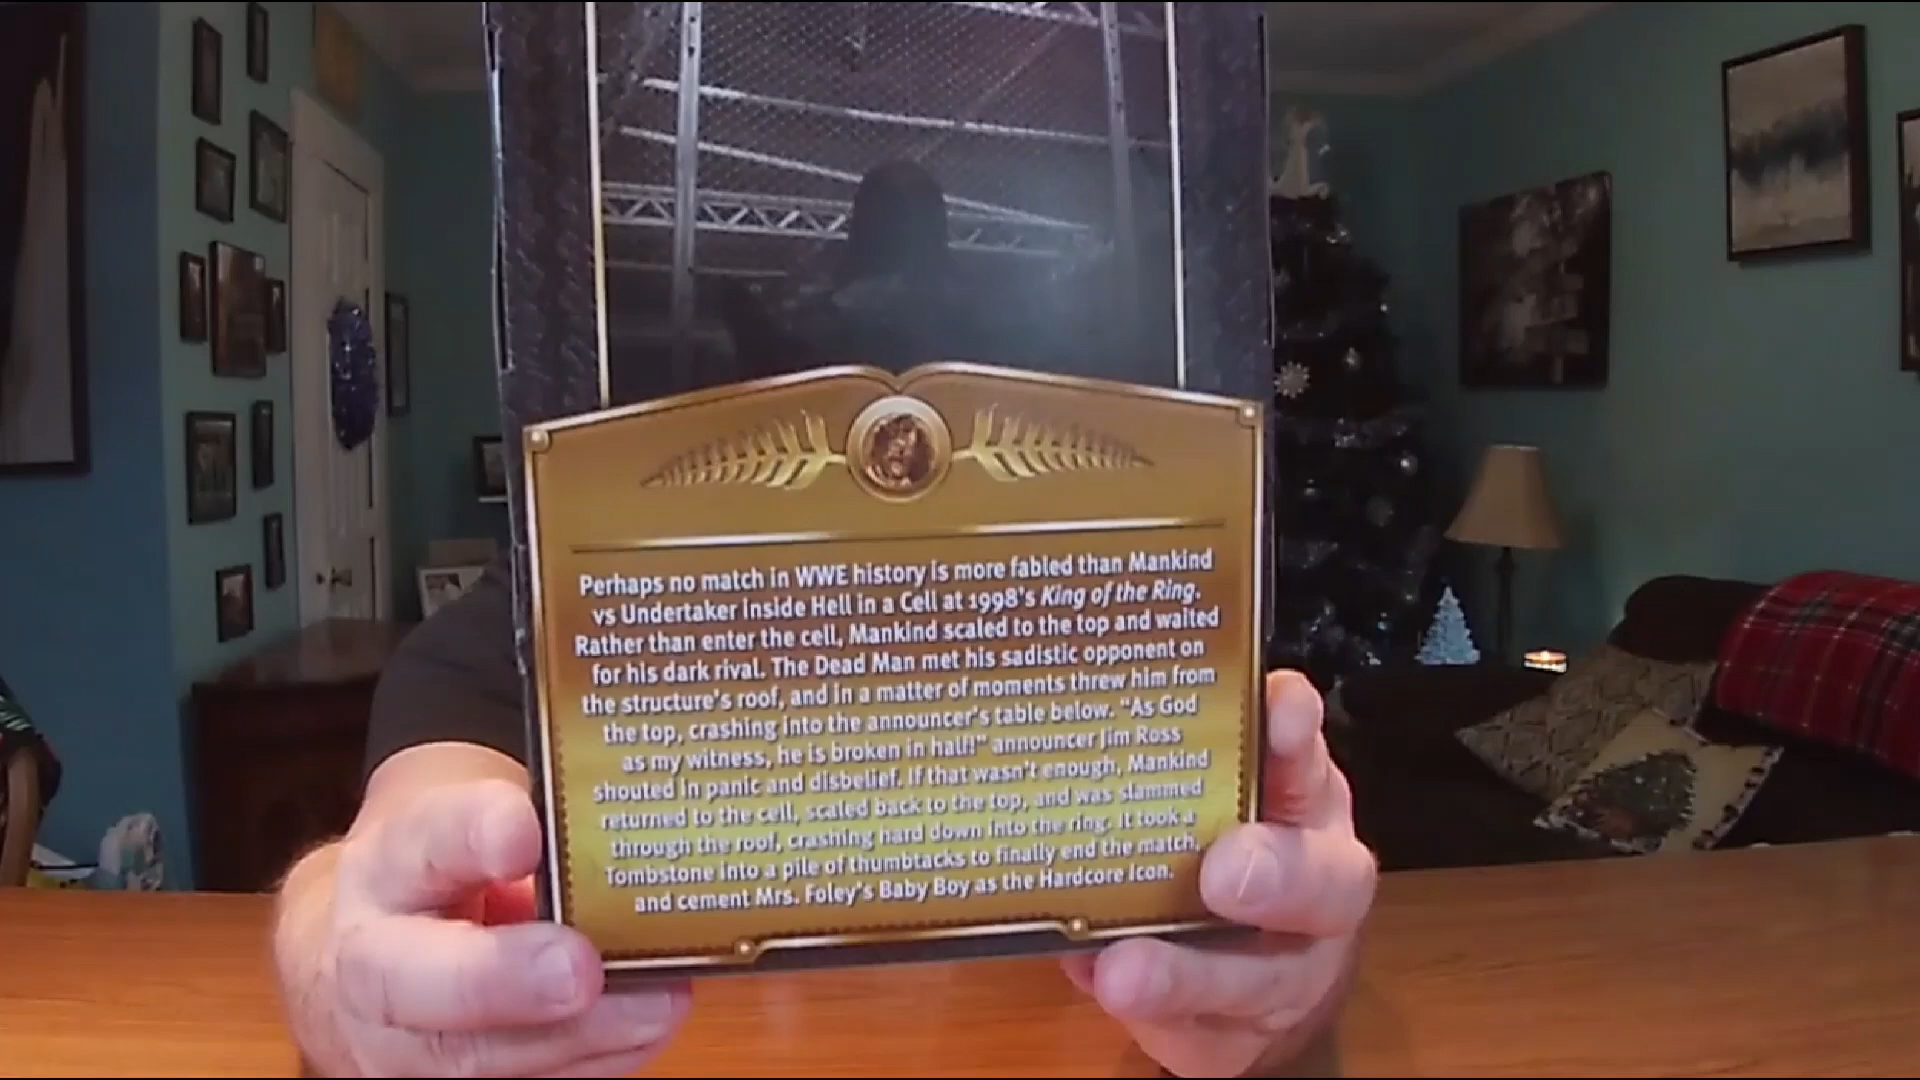 Perhaps no match in WWE history is more fabled than Mankind
vs Undertaker inside Hell in a Cell at 1998's King of the Ring.
Rather than enter the cell, Mankind scaled to the top and waited
for his dark rival. The Dead Man met his sadistic opponent on
the structure's roof, and in a matter of moments threw him from
the top, crashing into the announcer's table below. "As God
as my witness, he is broken in half!" announcer Jim Ross
shouted in panic and disbelief. If that wasn't enough, Mankind
returned to the cell, scaled back to the top, and was slammed
through the roof, crashing hard down into the ring. It took a
Tombstone into a pile of thumbtacks to finally end the match,
and cement Mrs. Foley's Baby Boy as the Hardcore Icon.